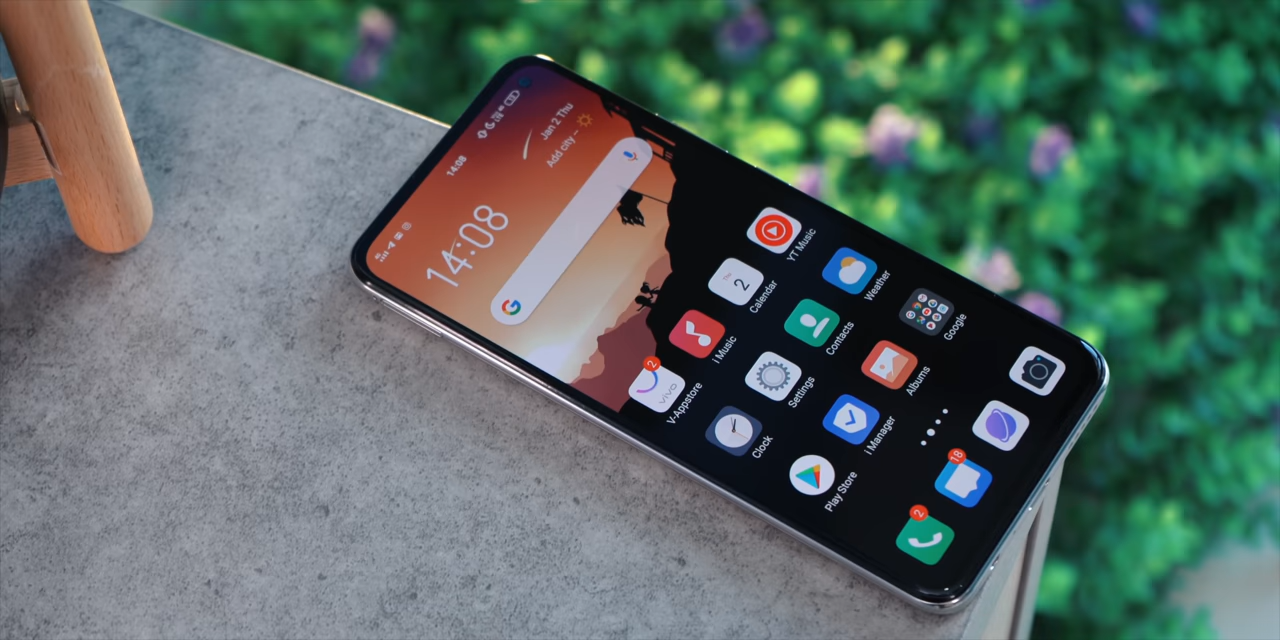 14:08
14:08
Jan 2 Thu
Add city ~
2
vivo
V-Appstore
i Music
2
Calendar
YT Music
Clock
Settings
Contacts
Weather
Play Store
i Manager
Albums
Google
2
18